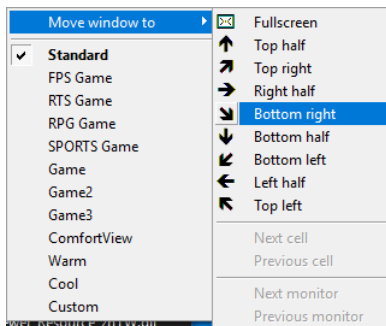 Move window to
Standard
FPS Game
RTS Game
RPG Game
SPORTS Game
Game
Game2
Game3
ComfortView
Warm
Cool
Custom
Fullscreen
Top half
Top right
Right half
Bottom right
Bottom half
Bottom left
Left half
Top left
Next cell
Previous cell
Next monitor
Previous monitor